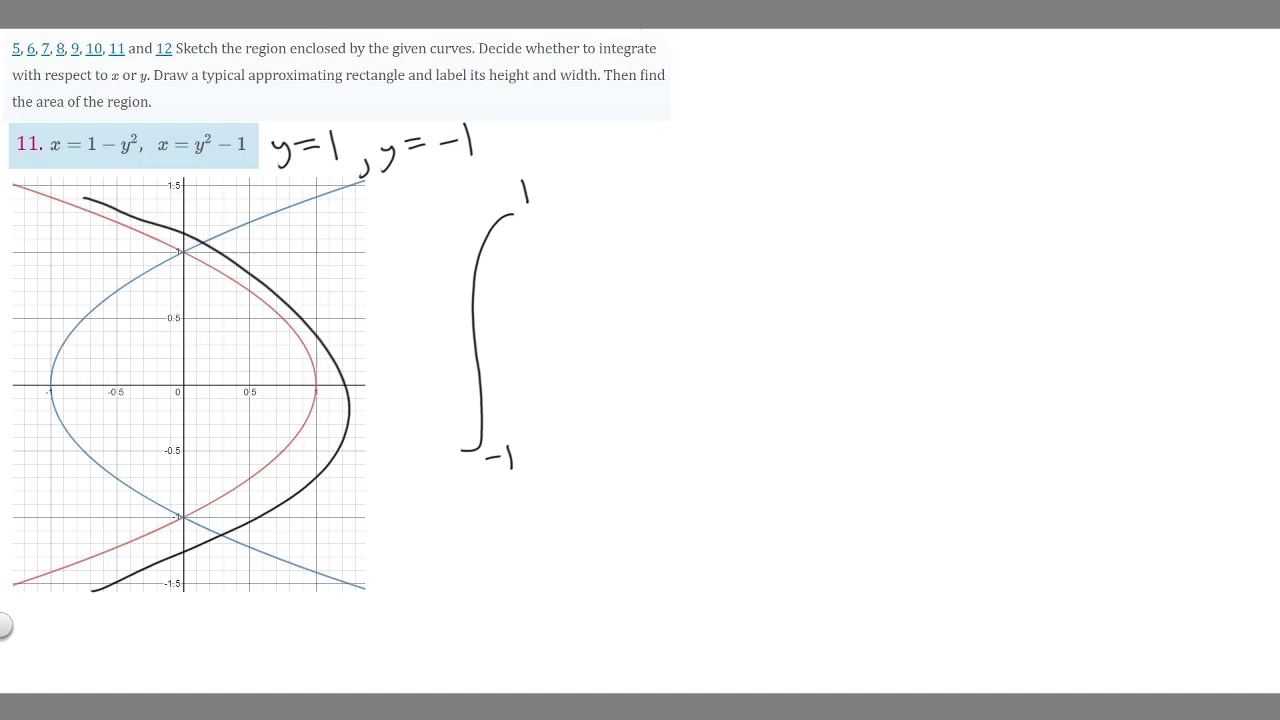 5, 6, 7, 8, 9, 10, 11 and 12 Sketch the region enclosed by the given curves. Decide whether to integrate
with respect to x or y. Draw a typical approximating rectangle and label its height and width. Then find
the area of the region.
11. x = 1 − y², x = y² − 1 y=1, y=-1
1.5
1
0.5
-1 -0.5 0 0.5 1
-0.5
-1
-1.5
∫
1
-1